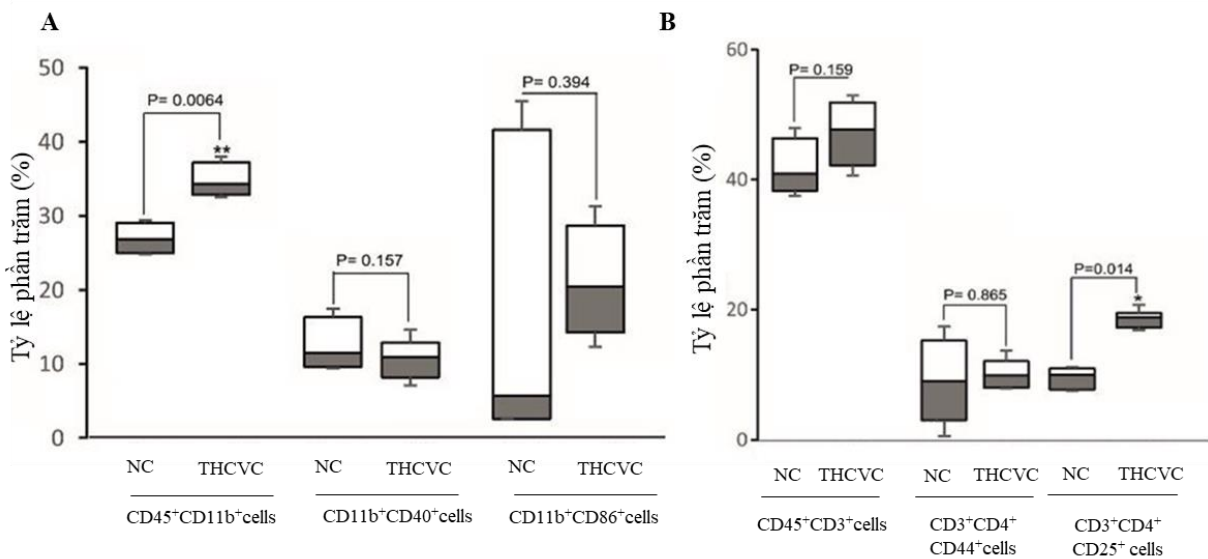 A
Tỷ lệ phần trăm (%)
50
40
30
20
10
0
P= 0.0064
**
P= 0.157
P= 0.394
NC THCVC NC THCVC NC THCVC
CD45⁺CD11b⁺cells CD11b⁺CD40⁺cells CD11b⁺CD86⁺cells
B
Tỷ lệ phần trăm (%)
60
40
20
0
P= 0.159
P= 0.865
P=0.014
*
NC THCVC NC THCVC NC THCVC
CD45⁺CD3⁺cells
CD3⁺CD4⁺
CD44⁺cells
CD3⁺CD4⁺
CD25⁺ cells